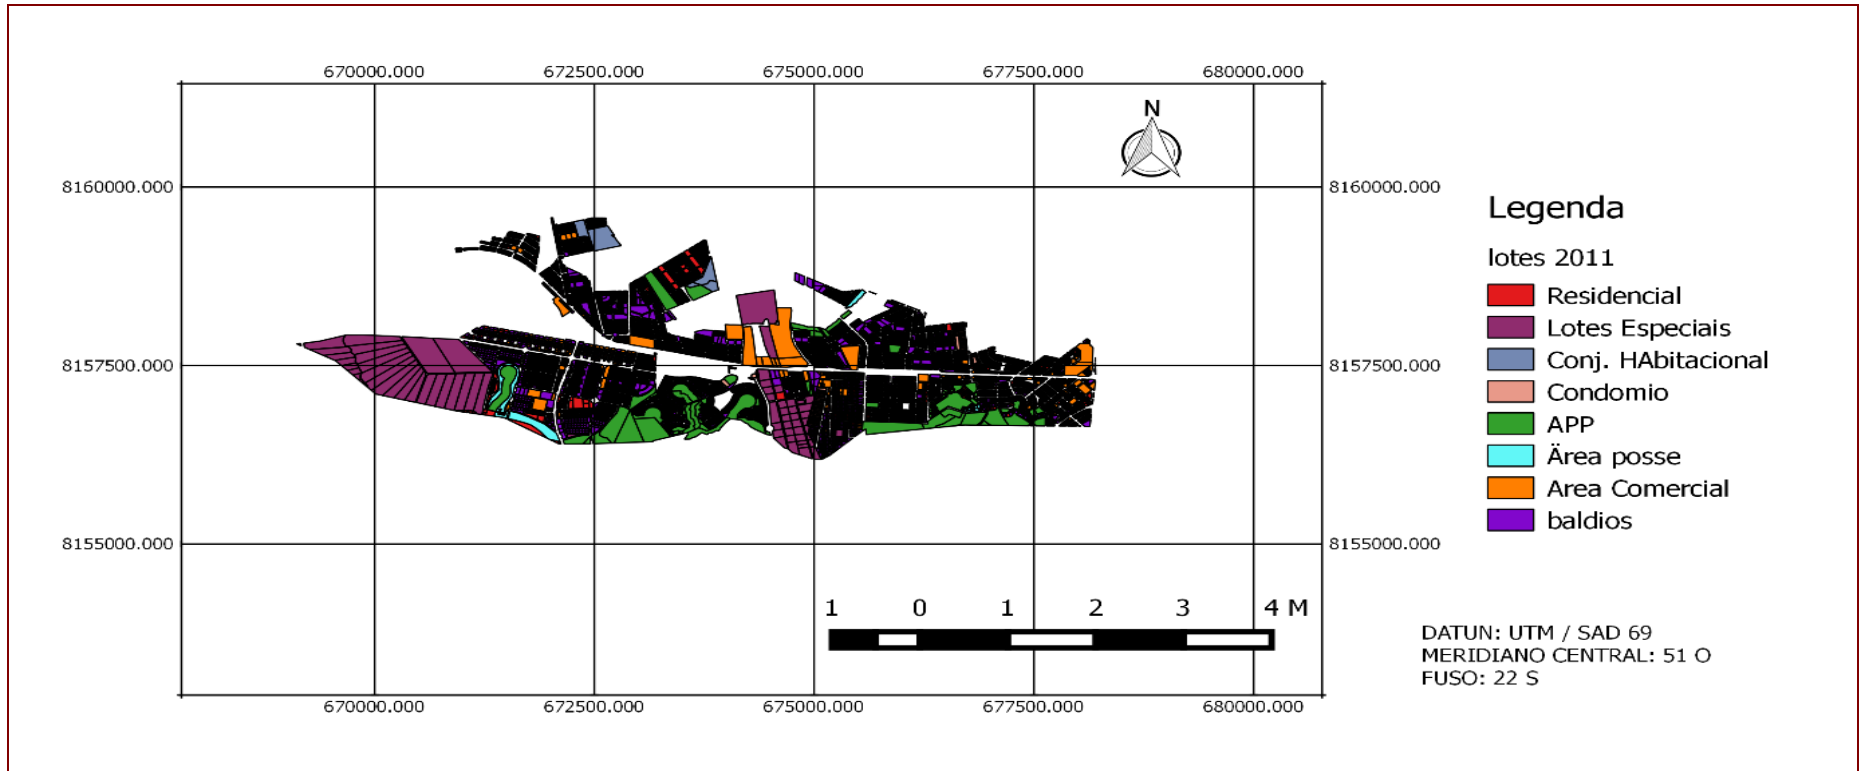 670000.000 672500.000 675000.000 677500.000 680000.000
N
8160000.000 8160000.000
Legenda
lotes 2011
Residencial
Lotes Especiais
Conj. HAbitacional
Condomio
APP
Ärea posse
Area Comercial
baldios
8157500.000 8157500.000
8155000.000 8155000.000
1 0 1 2 3 4 M
DATUN: UTM / SAD 69
MERIDIANO CENTRAL: 51 O
FUSO: 22 S
670000.000 672500.000 675000.000 677500.000 680000.000